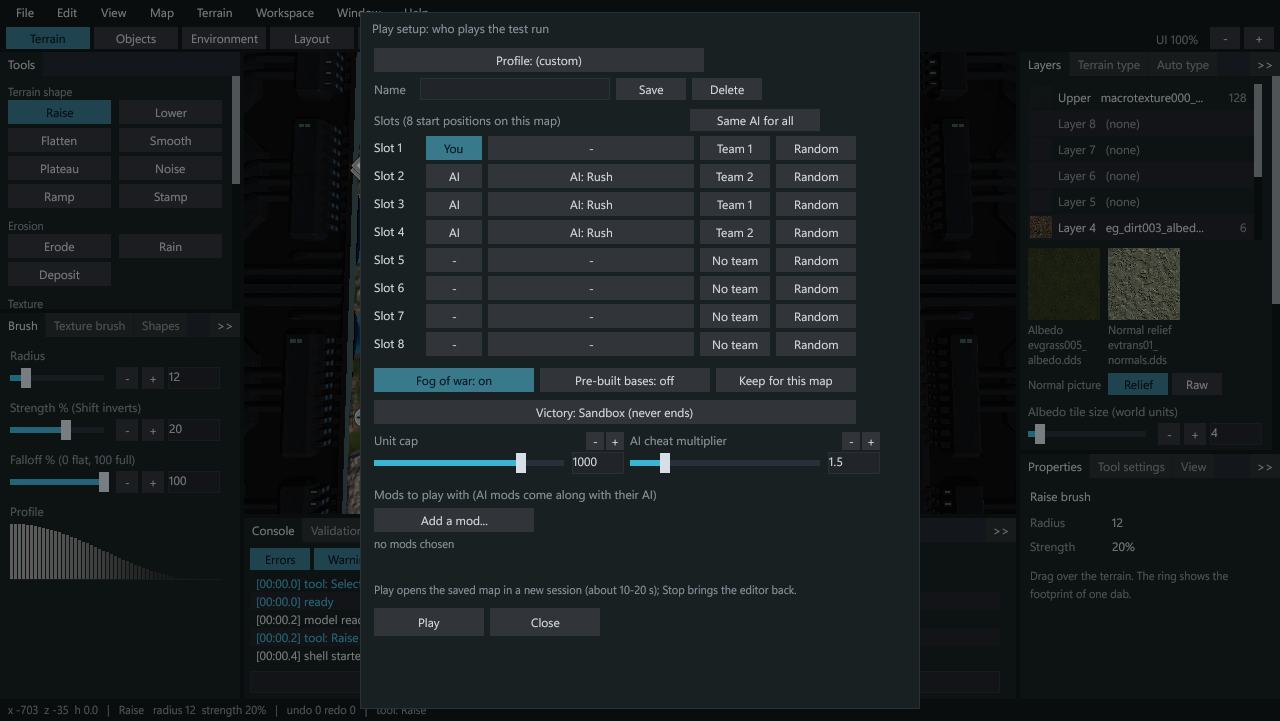 File Edit View Map Terrain Workspace Window Help
Terrain Objects Environment Layout
UI 100% - +
Tools
Terrain shape
Raise Lower
Flatten Smooth
Plateau Noise
Ramp Stamp
Erosion
Erode Rain
Deposit
Texture
Brush Texture brush Shapes >>
Radius
- + 12
Strength % (Shift inverts)
- + 20
Falloff % (0 flat, 100 full)
- + 100
Profile
Play setup: who plays the test run
Profile: (custom)
Name Save Delete
Slots (8 start positions on this map) Same AI for all
Slot 1 You - Team 1 Random
Slot 2 AI AI: Rush Team 2 Random
Slot 3 AI AI: Rush Team 1 Random
Slot 4 AI AI: Rush Team 2 Random
Slot 5 - - No team Random
Slot 6 - - No team Random
Slot 7 - - No team Random
Slot 8 - - No team Random
Fog of war: on Pre-built bases: off Keep for this map
Victory: Sandbox (never ends)
Unit cap - + AI cheat multiplier - +
1000 1.5
Mods to play with (AI mods come along with their AI)
Add a mod...
no mods chosen
Play opens the saved map in a new session (about 10-20 s); Stop brings the editor back.
Play Close
Console Validation >>
Errors
[00:00.0] tool: Select
[00:00.0] ready
[00:00.2] model
[00:00.2] tool: Raise
[00:00.4] shell
Layers Terrain type Auto type >>
Upper macrotexture000_... 128
Layer 8 (none)
Layer 7 (none)
Layer 6 (none)
Layer 5 (none)
Layer 4 eg_dirt003_albed... 6
Albedo
evgrass005_
albedo.dds
Normal relief
evtrans01_
normals.dds
Normal picture Relief Raw
Albedo tile size (world units)
- + 4
Properties Tool settings View >>
Raise brush
Radius 12
Strength 20%
Drag over the terrain. The ring shows the
footprint of one dab.
x -703 z -35 h 0.0 | Raise radius 12 strength 20% | undo 0 redo 0 | tool: Raise